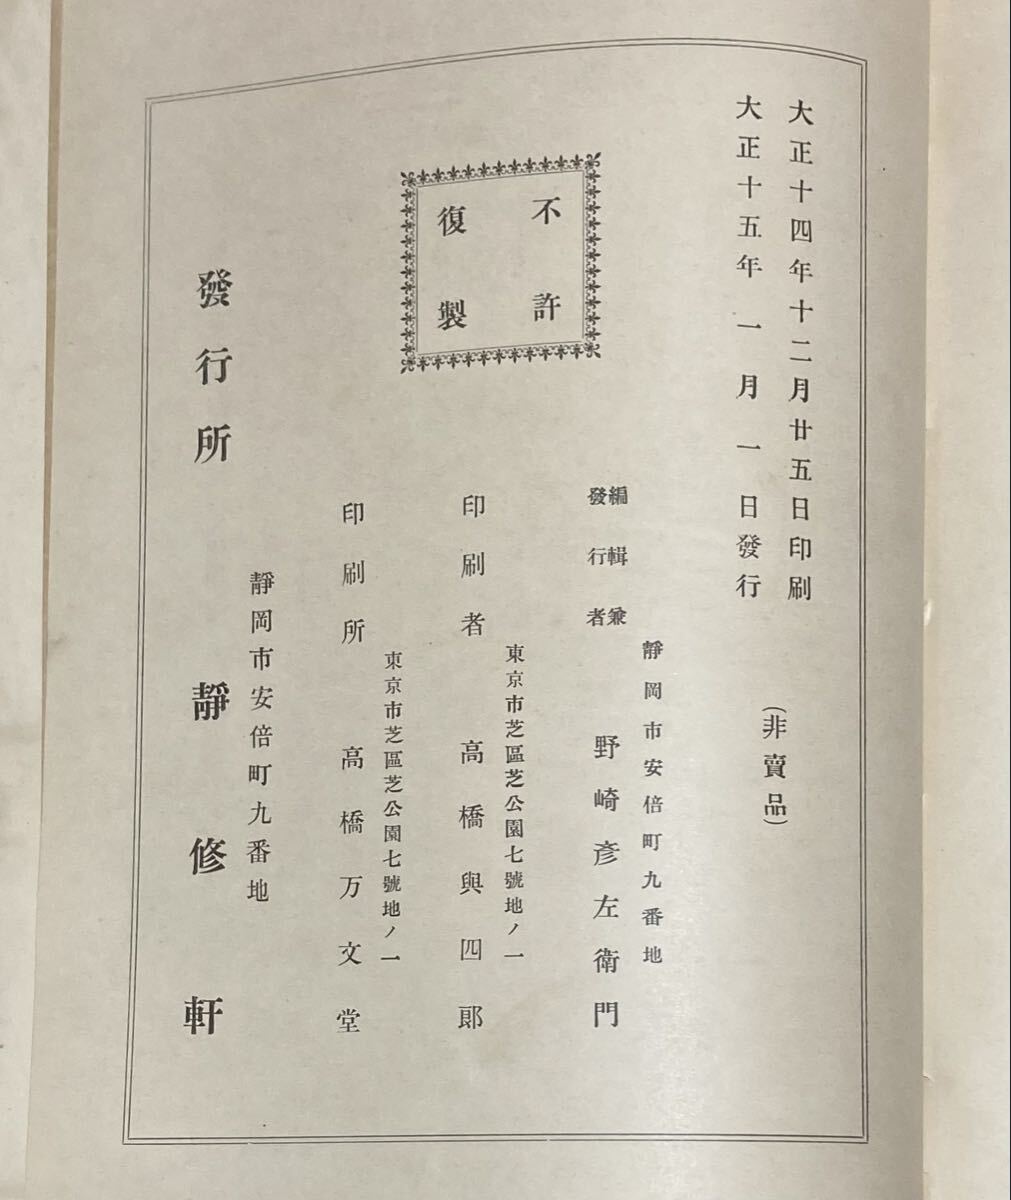 大正十四年十二月廿五日印刷
大正十五年一月一日發行
(非賣品)
不許
復製
靜岡市安倍町九番地
編輯兼
發行者
野崎彥左衛門
東京市芝區芝公園七號地ノ一
印刷者
高橋與四郎
東京市芝區芝公園七號地ノ一
印刷所
高橋万文堂
靜岡市安倍町九番地
發行所
靜修軒